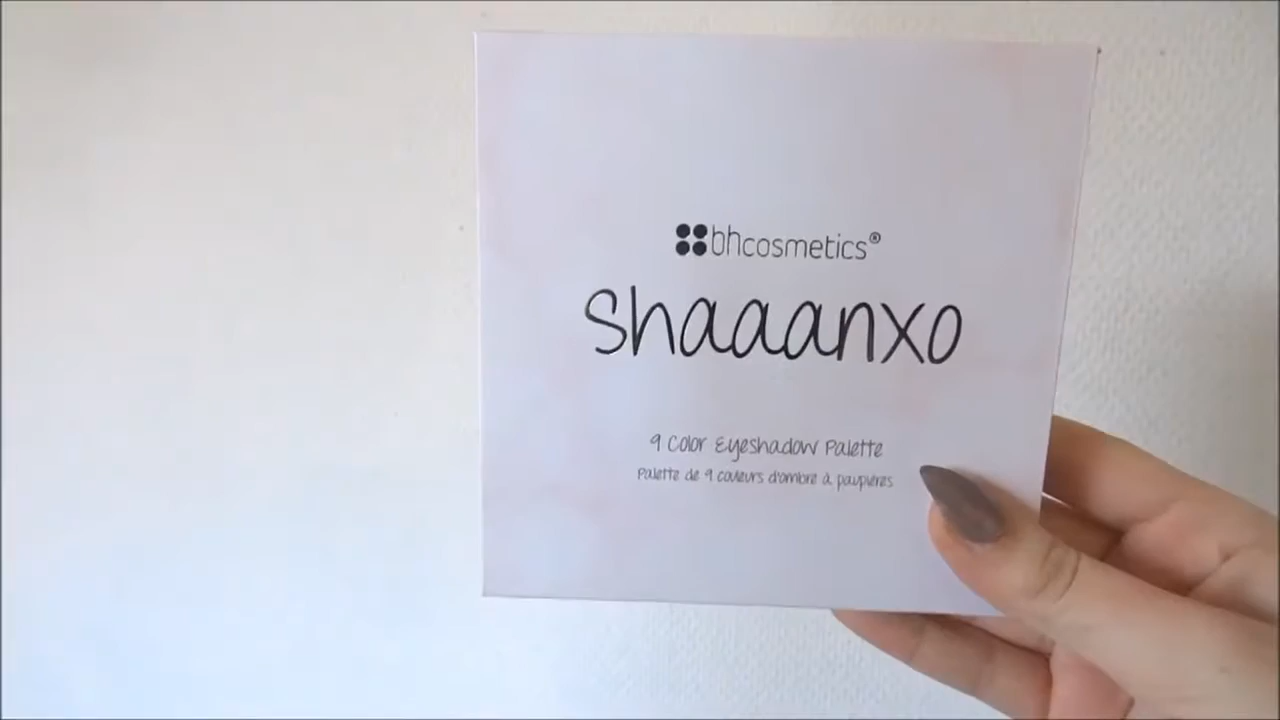 bhcosmetics®
shaaanxo
9 Color Eyeshadow Palette
Palette de 9 couleurs d'ombre à paupières